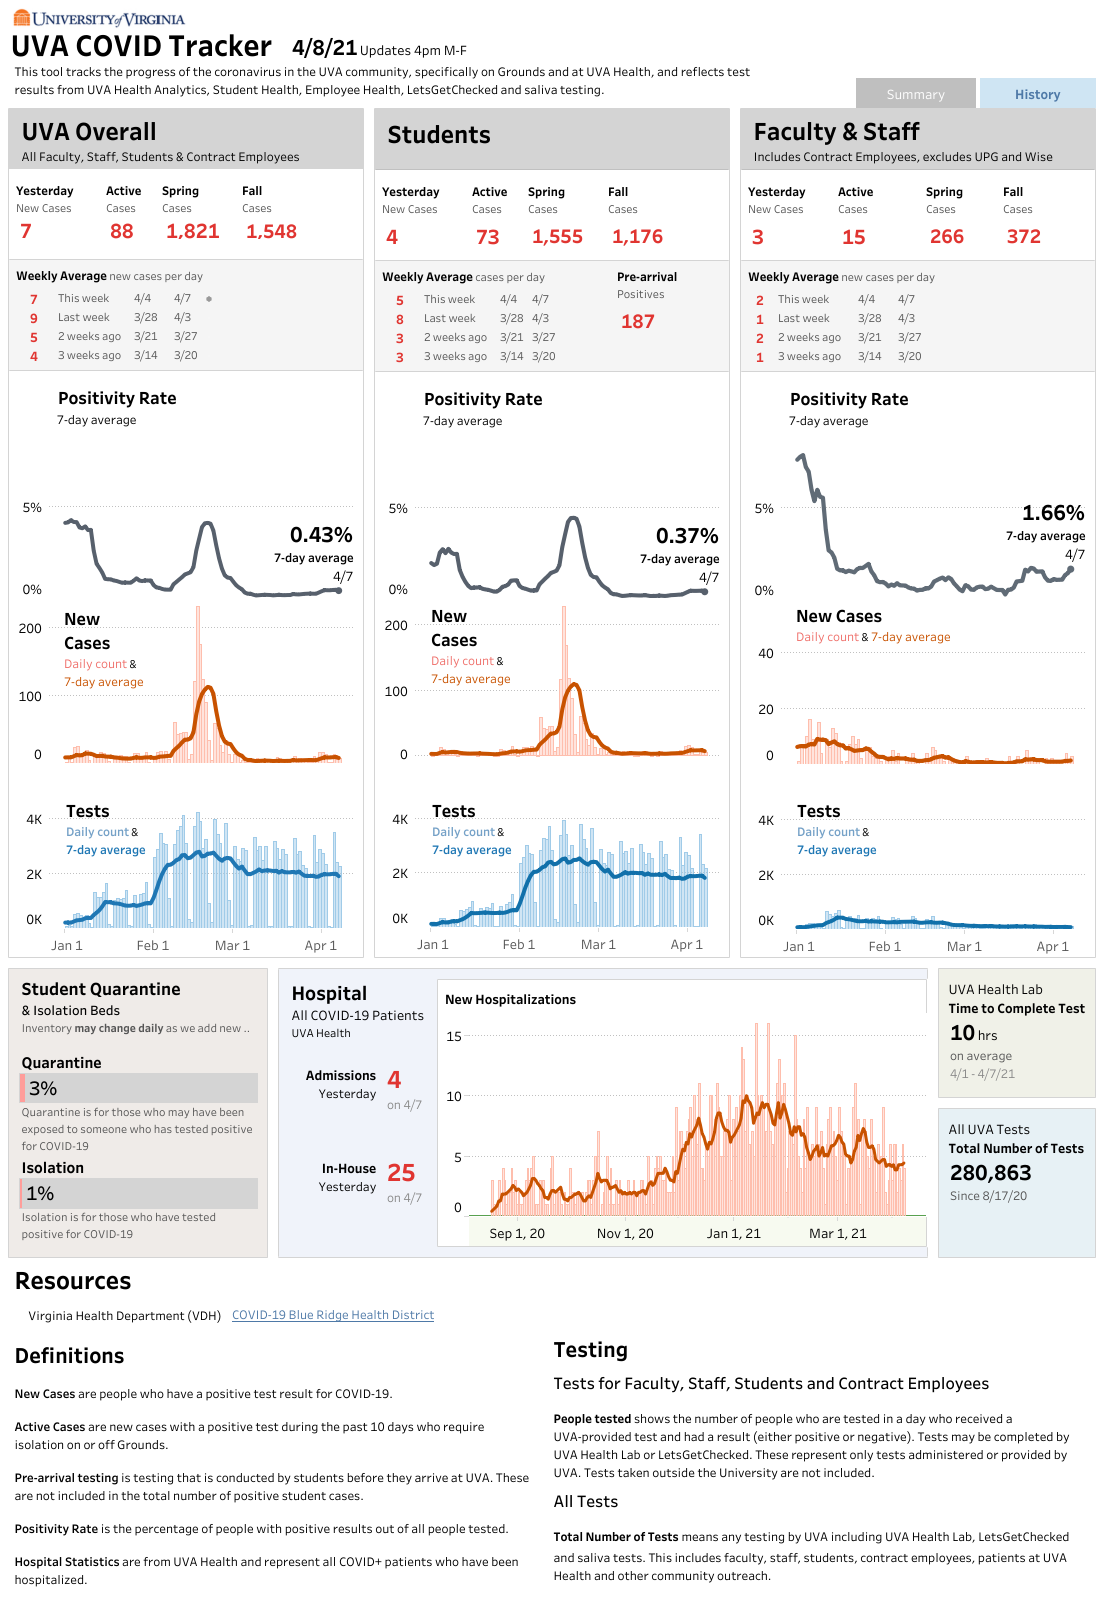 UNIVERSITY of VIRGINIA
UVA COVID Tracker 4/8/21 Updates 4pm M-F
This tool tracks the progress of the coronavirus in the UVA community, specifically on Grounds and at UVA Health, and reflects test
results from UVA Health Analytics, Student Health, Employee Health, LetsGetChecked and saliva testing.
Summary
History
UVA Overall
All Faculty, Staff, Students & Contract Employees
Yesterday Active Spring Fall
New Cases Cases Cases Cases
7 88 1,821 1,548
Weekly Average new cases per day
7 This week 4/4 4/7
9 Last week 3/28 4/3
5 2 weeks ago 3/21 3/27
4 3 weeks ago 3/14 3/20
Positivity Rate
7-day average
5%
0.43%
7-day average
4/7
0%
New
Cases
Daily count &
7-day average
200
100
0
Tests
Daily count &
7-day average
4K
2K
0K
Jan 1 Feb 1 Mar 1 Apr 1
Students
Yesterday Active Spring Fall
New Cases Cases Cases Cases
4 73 1,555 1,176
Weekly Average cases per day
5 This week 4/4 4/7
8 Last week 3/28 4/3
3 2 weeks ago 3/21 3/27
3 3 weeks ago 3/14 3/20
Pre-arrival
Positives
187
Positivity Rate
7-day average
5%
0.37%
7-day average
4/7
0%
New
Cases
Daily count &
7-day average
200
100
0
Tests
Daily count &
7-day average
4K
2K
0K
Jan 1 Feb 1 Mar 1 Apr 1
Faculty & Staff
Includes Contract Employees, excludes UPG and Wise
Yesterday Active Spring Fall
New Cases Cases Cases Cases
3 15 266 372
Weekly Average new cases per day
2 This week 4/4 4/7
1 Last week 3/28 4/3
2 2 weeks ago 3/21 3/27
1 3 weeks ago 3/14 3/20
Positivity Rate
7-day average
5%
1.66%
7-day average
4/7
0%
New Cases
Daily count & 7-day average
40
20
0
Tests
Daily count &
7-day average
4K
2K
0K
Jan 1 Feb 1 Mar 1 Apr 1
Student Quarantine
& Isolation Beds
Inventory may change daily as we add new ..
Quarantine
3%
Quarantine is for those who may have been
exposed to someone who has tested positive
for COVID-19
Isolation
1%
Isolation is for those who have tested
positive for COVID-19
Hospital
All COVID-19 Patients
UVA Health
Admissions 4
Yesterday on 4/7
In-House 25
Yesterday on 4/7
New Hospitalizations
15
10
5
0
Sep 1, 20 Nov 1, 20 Jan 1, 21 Mar 1, 21
UVA Health Lab
Time to Complete Test
10 hrs
on average
4/1 - 4/7/21
All UVA Tests
Total Number of Tests
280,863
Since 8/17/20
Resources
Virginia Health Department (VDH) COVID-19 Blue Ridge Health District
Definitions
New Cases are people who have a positive test result for COVID-19.
Active Cases are new cases with a positive test during the past 10 days who require
isolation on or off Grounds.
Pre-arrival testing is testing that is conducted by students before they arrive at UVA. These
are not included in the total number of positive student cases.
Positivity Rate is the percentage of people with positive results out of all people tested.
Hospital Statistics are from UVA Health and represent all COVID+ patients who have been
hospitalized.
Testing
Tests for Faculty, Staff, Students and Contract Employees
People tested shows the number of people who are tested in a day who received a
UVA-provided test and had a result (either positive or negative). Tests may be completed by
UVA Health Lab or LetsGetChecked. These represent only tests administered or provided by
UVA. Tests taken outside the University are not included.
All Tests
Total Number of Tests means any testing by UVA including UVA Health Lab, LetsGetChecked
and saliva tests. This includes faculty, staff, students, contract employees, patients at UVA
Health and other community outreach.